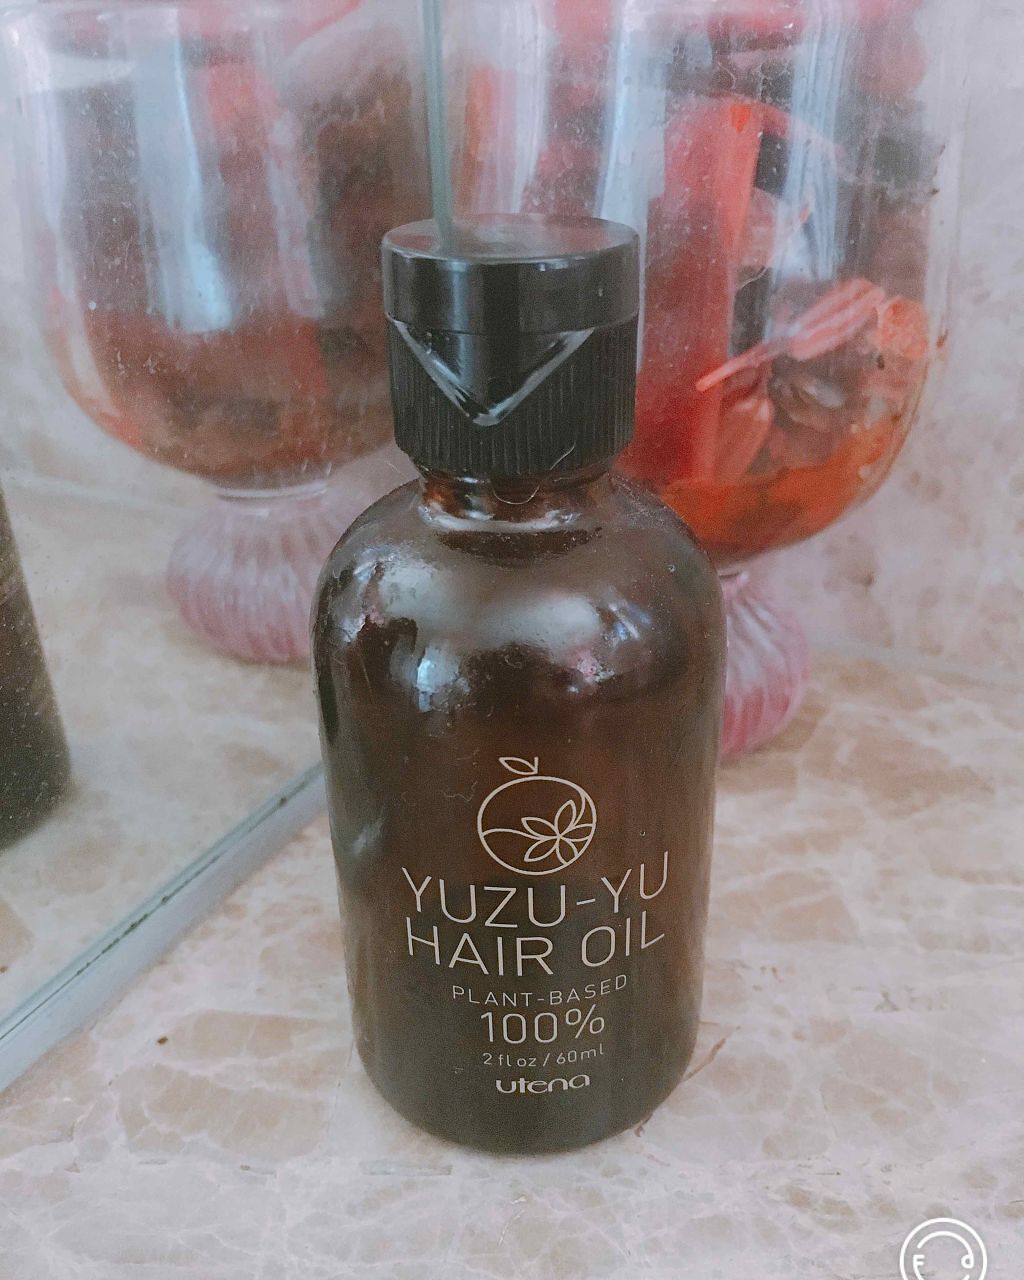 YUZU-YU
HAIR OIL
PLANT-BASED
100%
2 fl oz / 60ml
utena